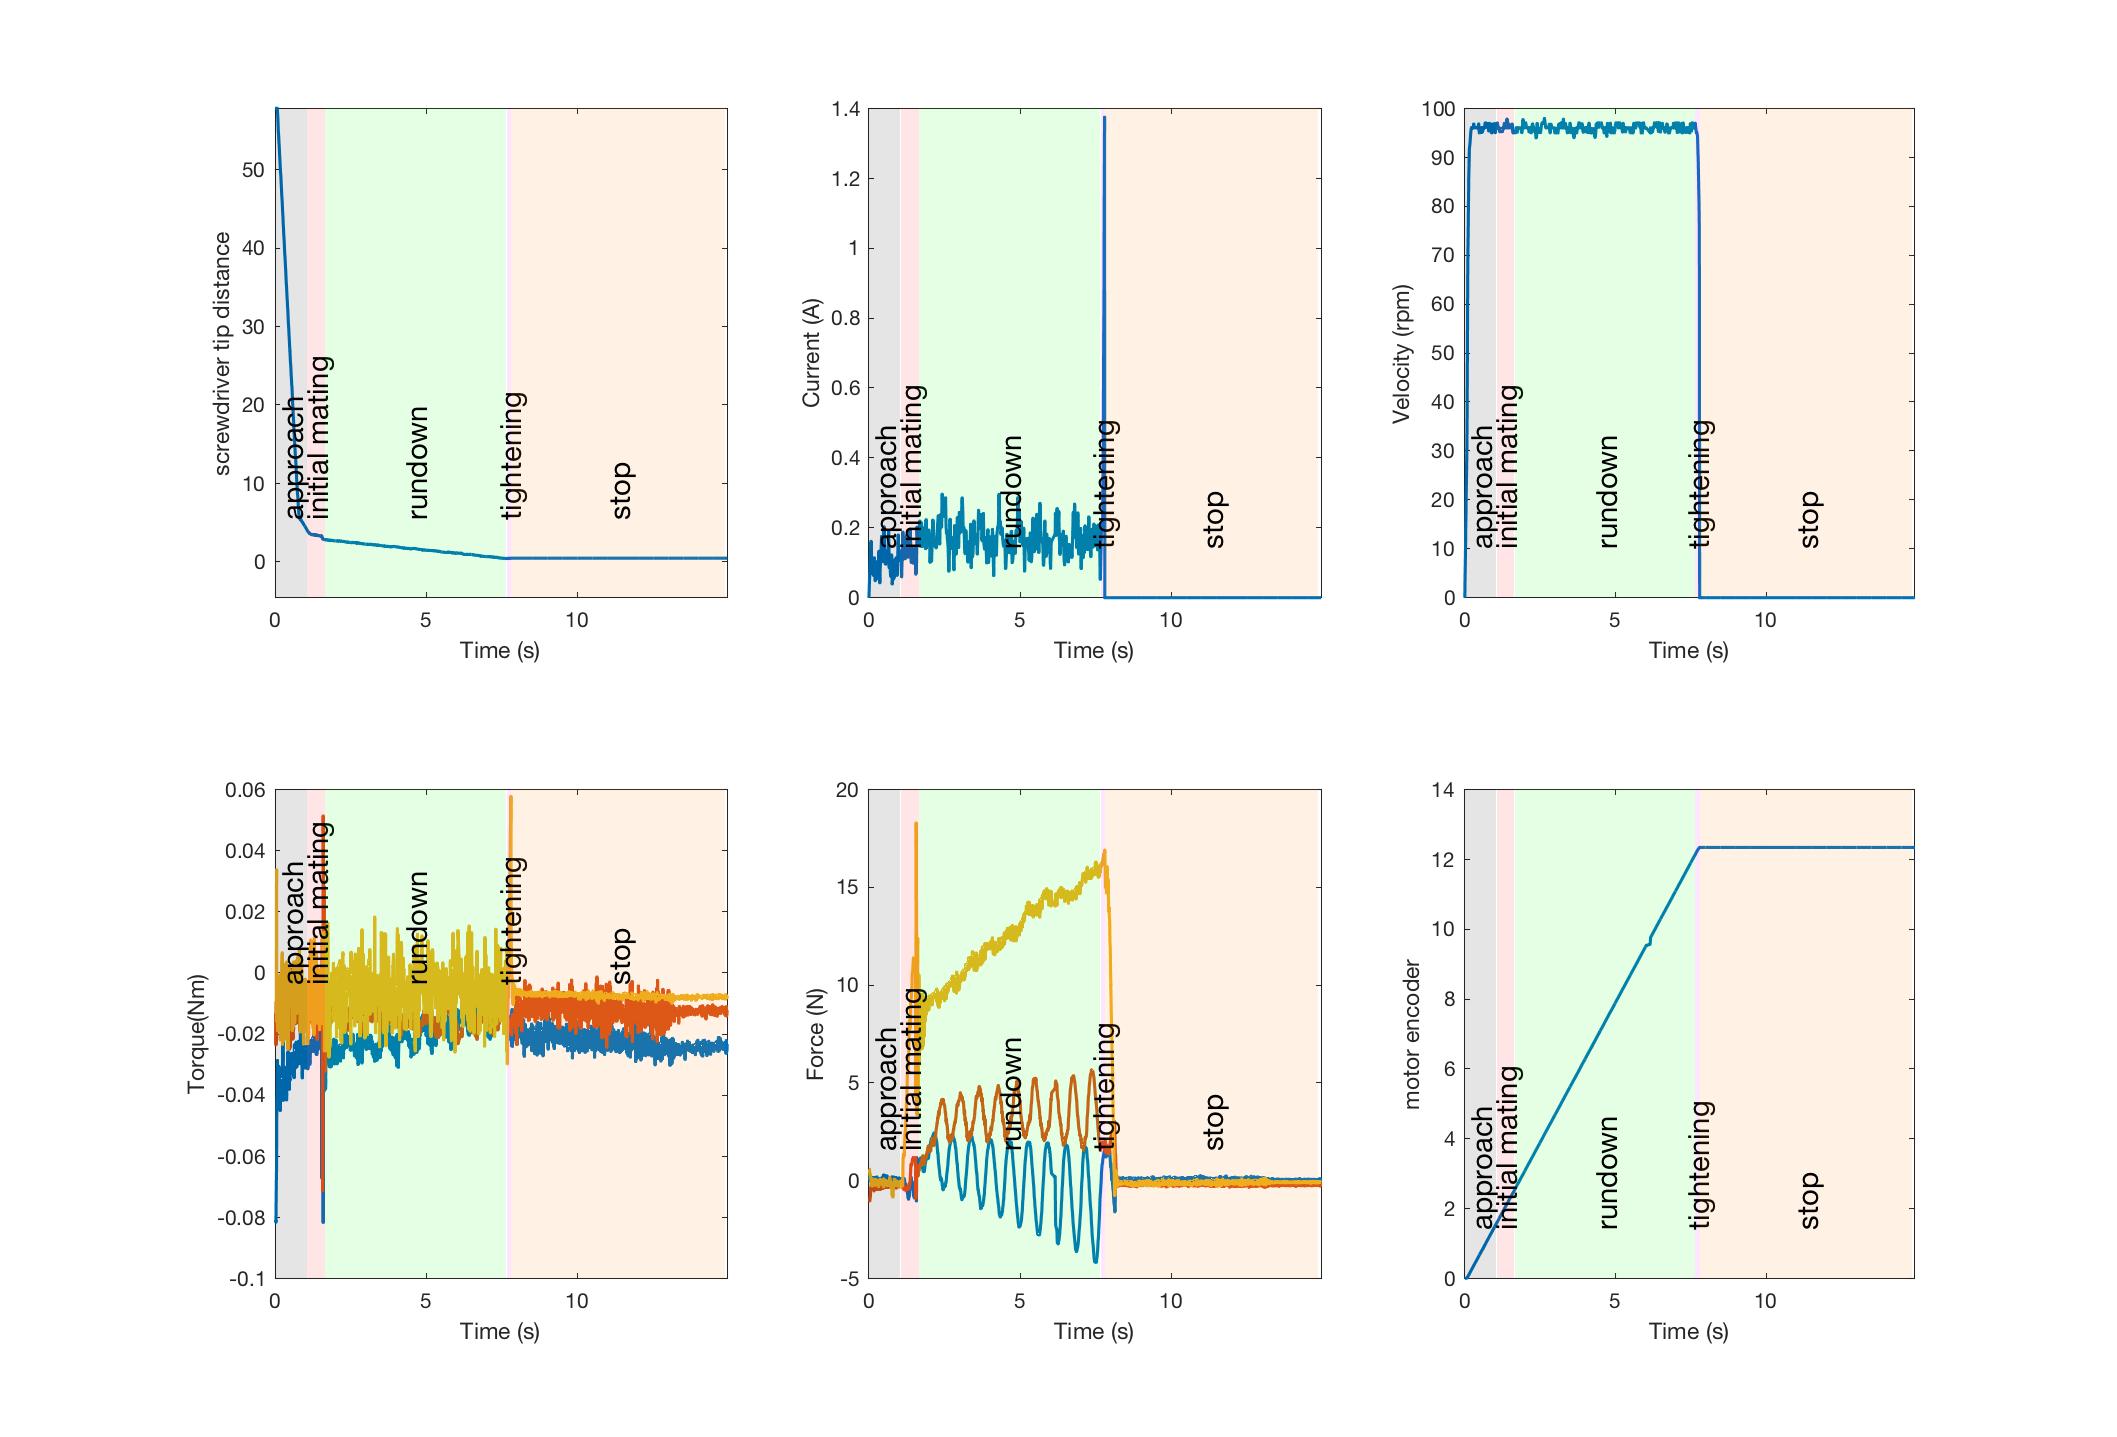 screwdriver tip distance
50
40
30
20
10
0
approach
initial mating
rundown
tightening
stop
0 5 10
Time (s)
Current (A)
1.4
1.2
1
0.8
0.6
0.4
0.2
0
approach
initial mating
rundown
tightening
stop
0 5 10
Time (s)
Velocity (rpm)
100
90
80
70
60
50
40
30
20
10
0
approach
initial mating
rundown
tightening
stop
0 5 10
Time (s)
Torque(Nm)
0.06
0.04
0.02
0
-0.02
-0.04
-0.06
-0.08
-0.1
approach
initial mating
rundown
tightening
stop
0 5 10
Time (s)
Force (N)
20
15
10
5
0
-5
approach
initial mating
rundown
tightening
stop
0 5 10
Time (s)
motor encoder
14
12
10
8
6
4
2
0
approach
initial mating
rundown
tightening
stop
0 5 10
Time (s)